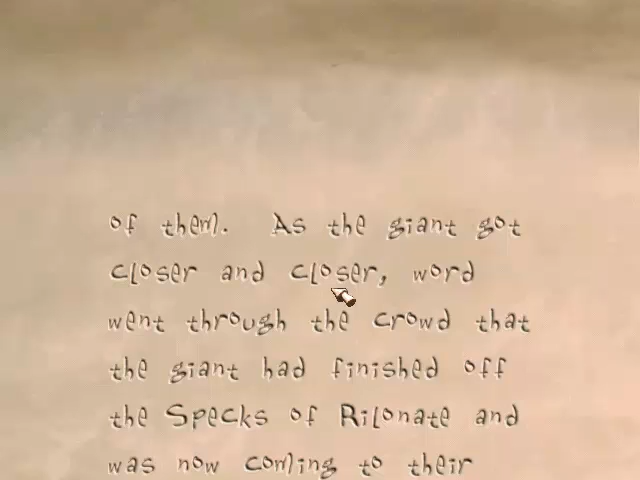 of them. As the giant got
closer and closer, word
went through the crowd that
the giant had finished off
the Specks of Rilonate and
was now coming to their